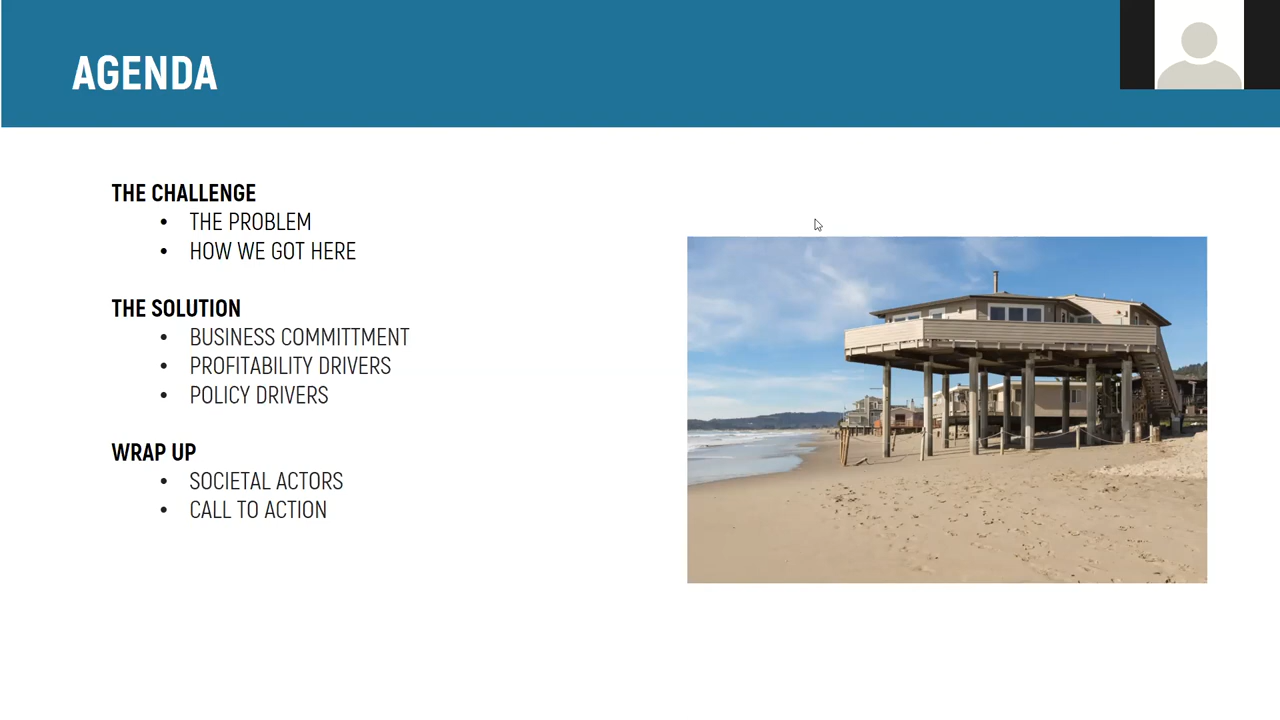 AGENDA
THE CHALLENGE
• THE PROBLEM
• HOW WE GOT HERE
THE SOLUTION
• BUSINESS COMMITTMENT
• PROFITABILITY DRIVERS
• POLICY DRIVERS
WRAP UP
• SOCIETAL ACTORS
• CALL TO ACTION